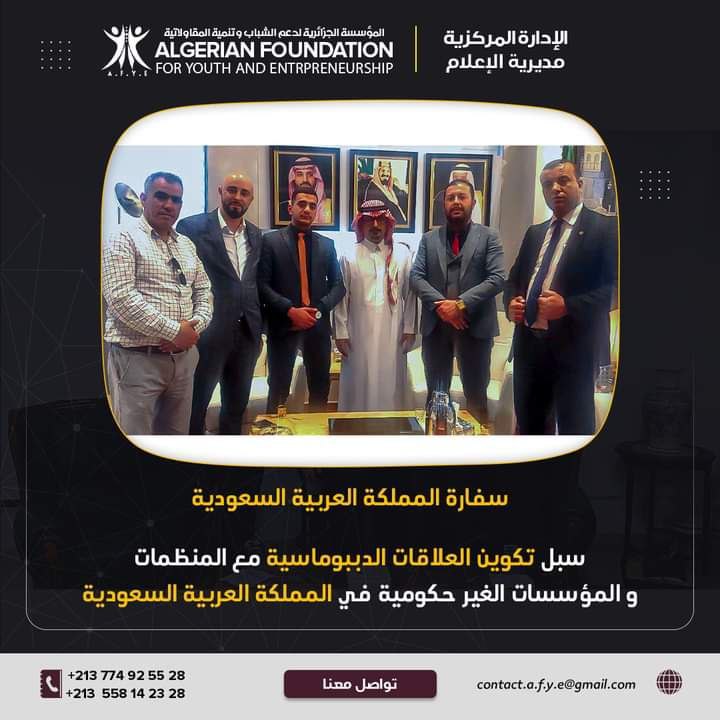 المؤسسة الجزائرية لدعم الشباب و تنمية المقاولاتية
ALGERIAN FOUNDATION
FOR YOUTH AND ENTRPRENEURSHIP
A.F.Y.E
الإدارة المركزية
مديرية الإعلام
سفارة المملكة العربية السعودية
سبل تكوين العلاقات الدببوماسية مع المنظمات
و المؤسسات الغير حكومية في المملكة العربية السعودية
+213 774 92 55 28
+213 558 14 23 28
تواصل معنا
contact.a.f.y.e@gmail.com